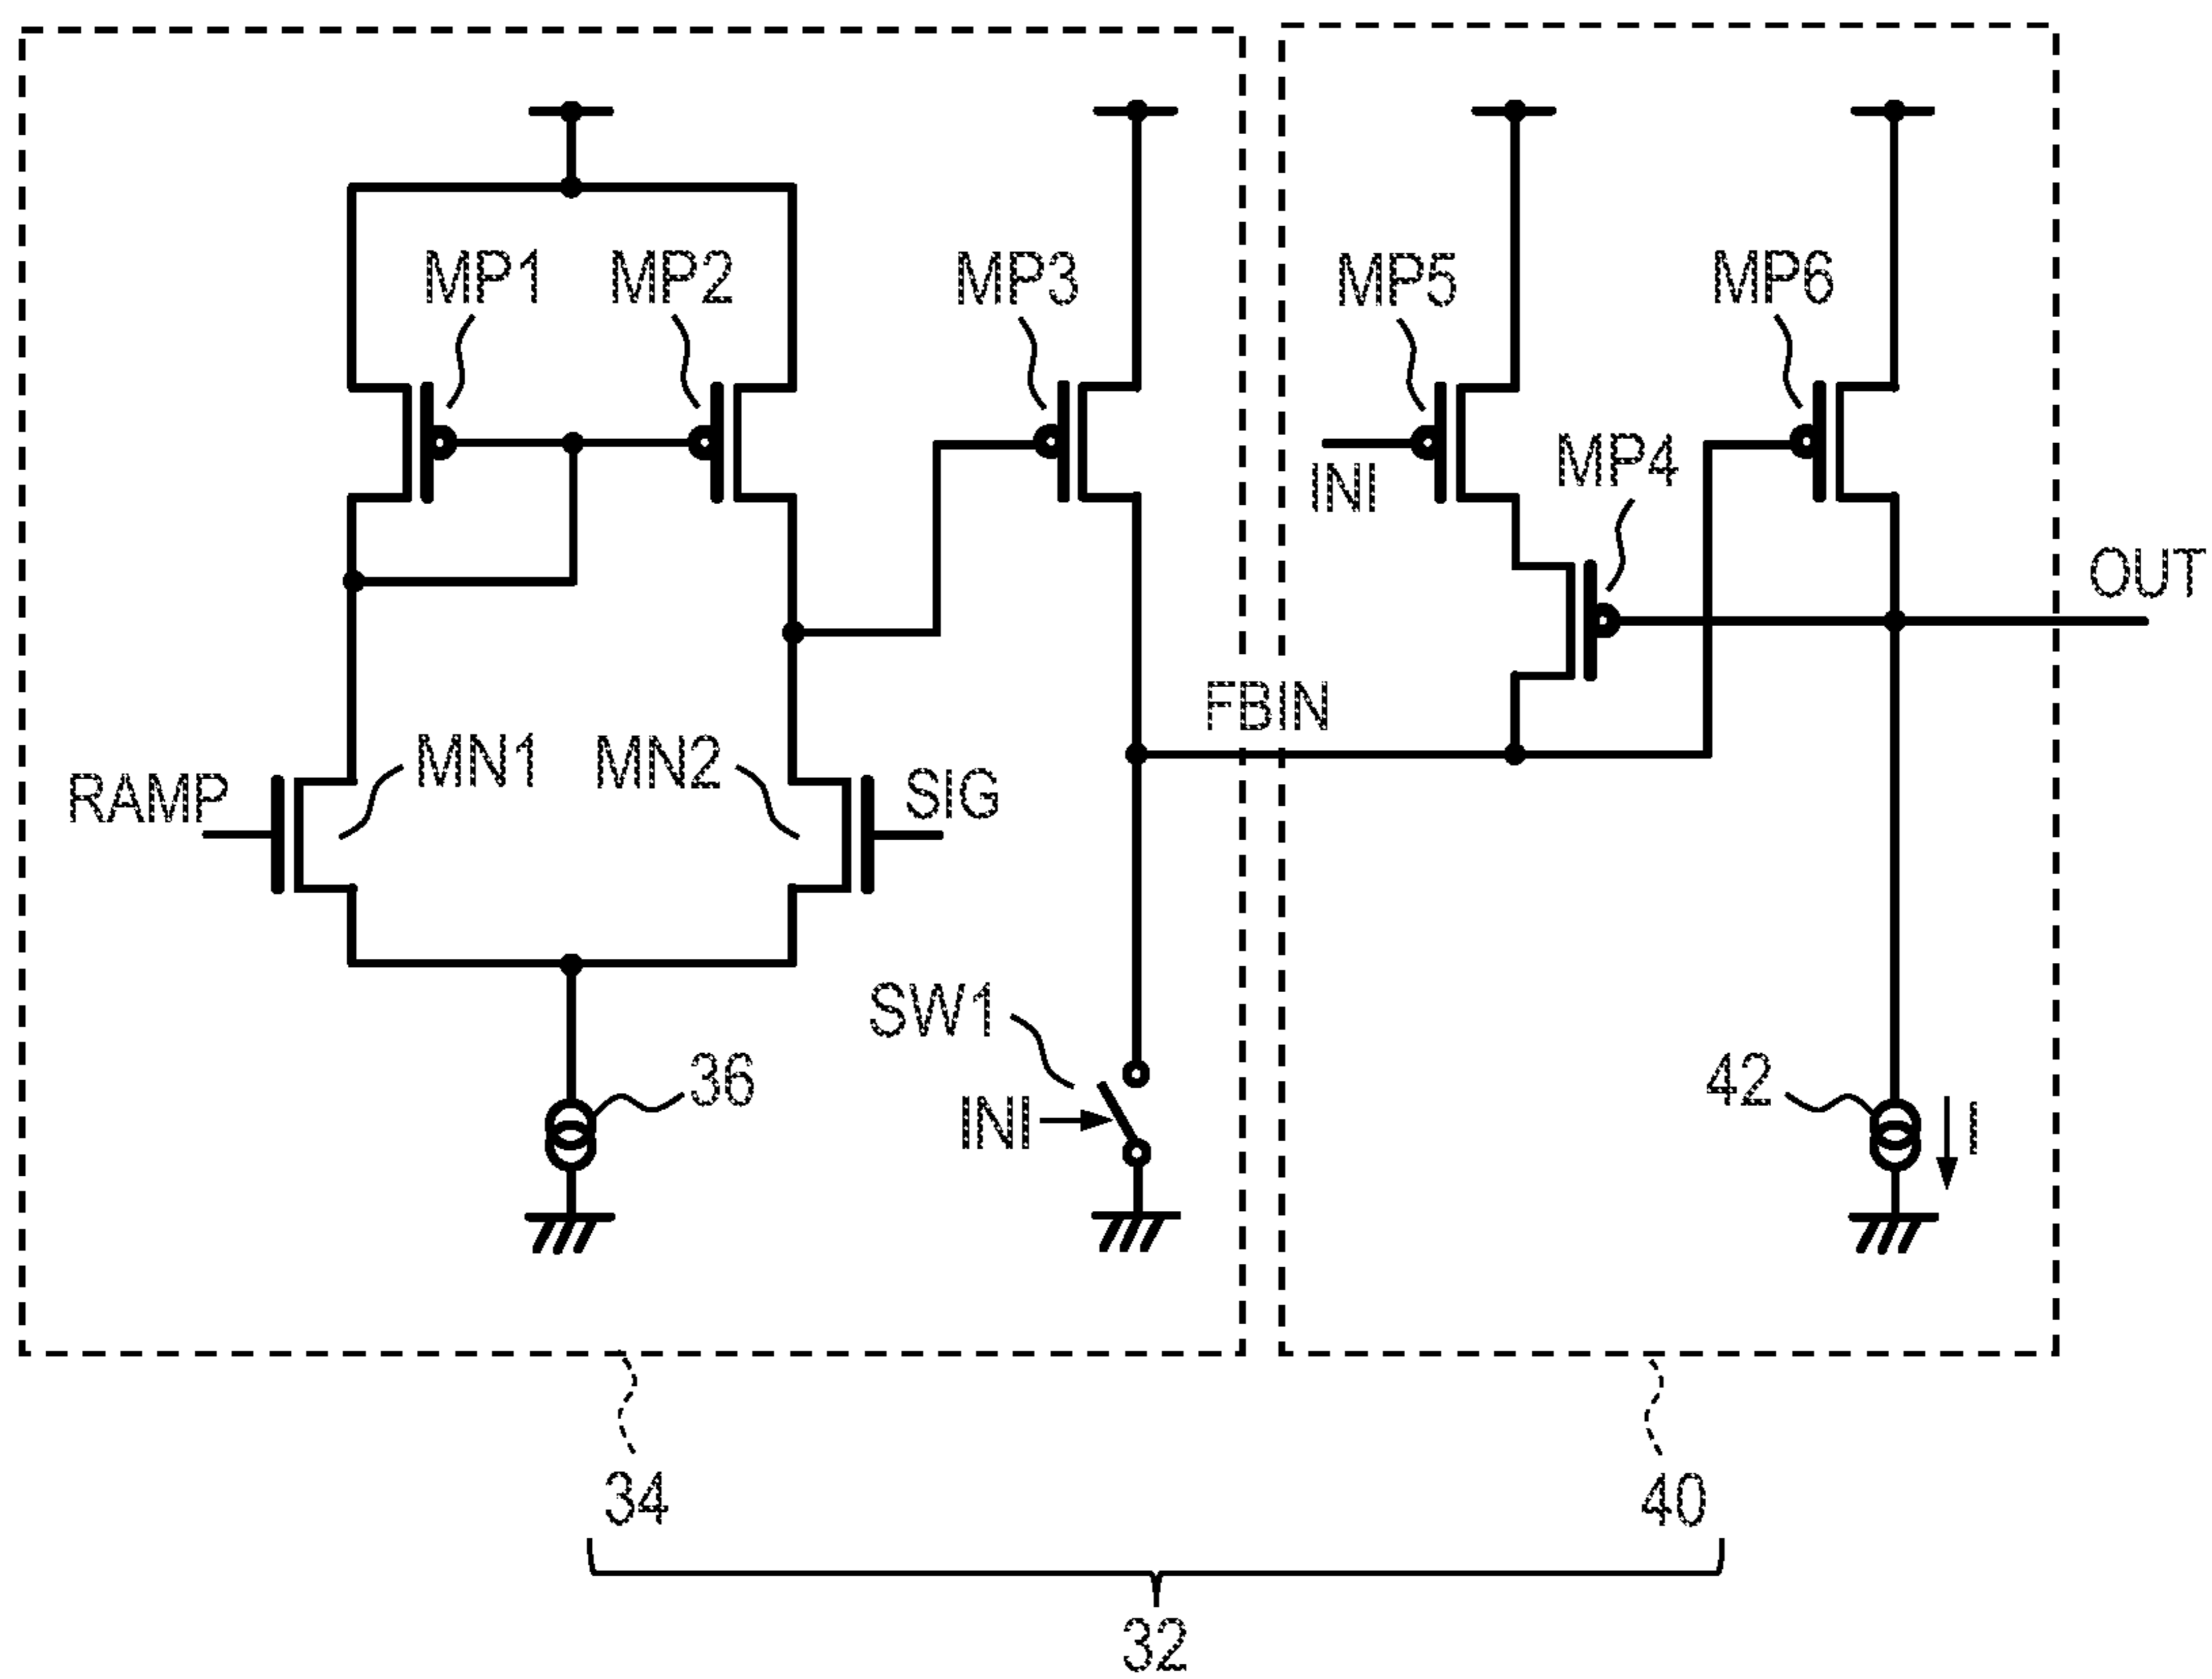 MP1
MP2
MP3
MP5
MP6
INI
MP4
OUT
FBIN
RAMP
MN1
MN2
SIG
SW1
INI
36
42
I
34
40
32